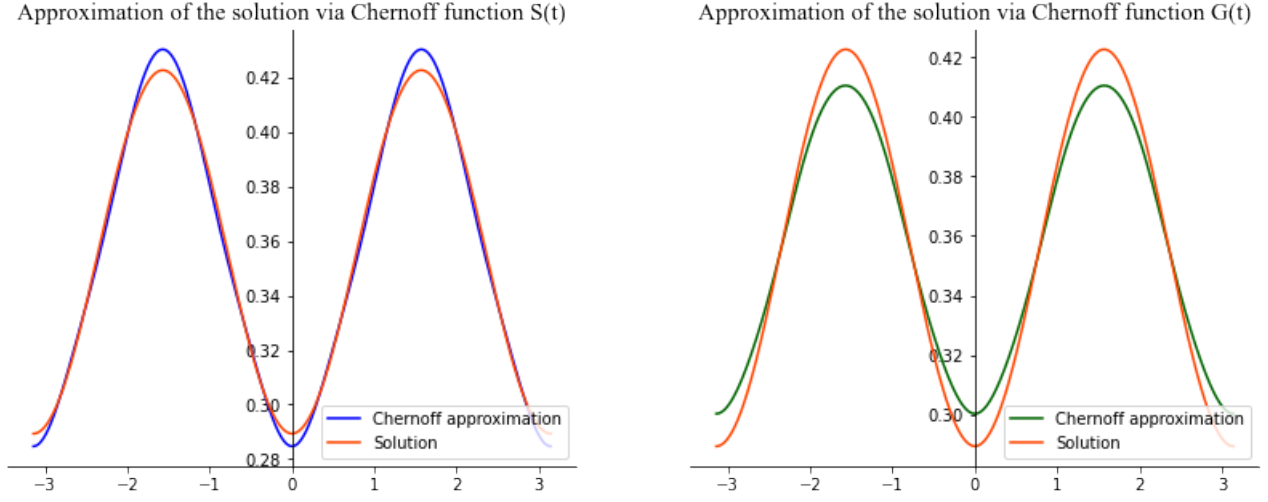 Approximation of the solution via Chernoff function S(t)
0.42
0.40
0.38
0.36
0.34
0.32
0.30
0.28
−3 −2 −1 0 1 2 3
Chernoff approximation
Solution
Approximation of the solution via Chernoff function G(t)
0.42
0.40
0.38
0.36
0.34
0.32
0.30
−3 −2 −1 0 1 2 3
Chernoff approximation
Solution